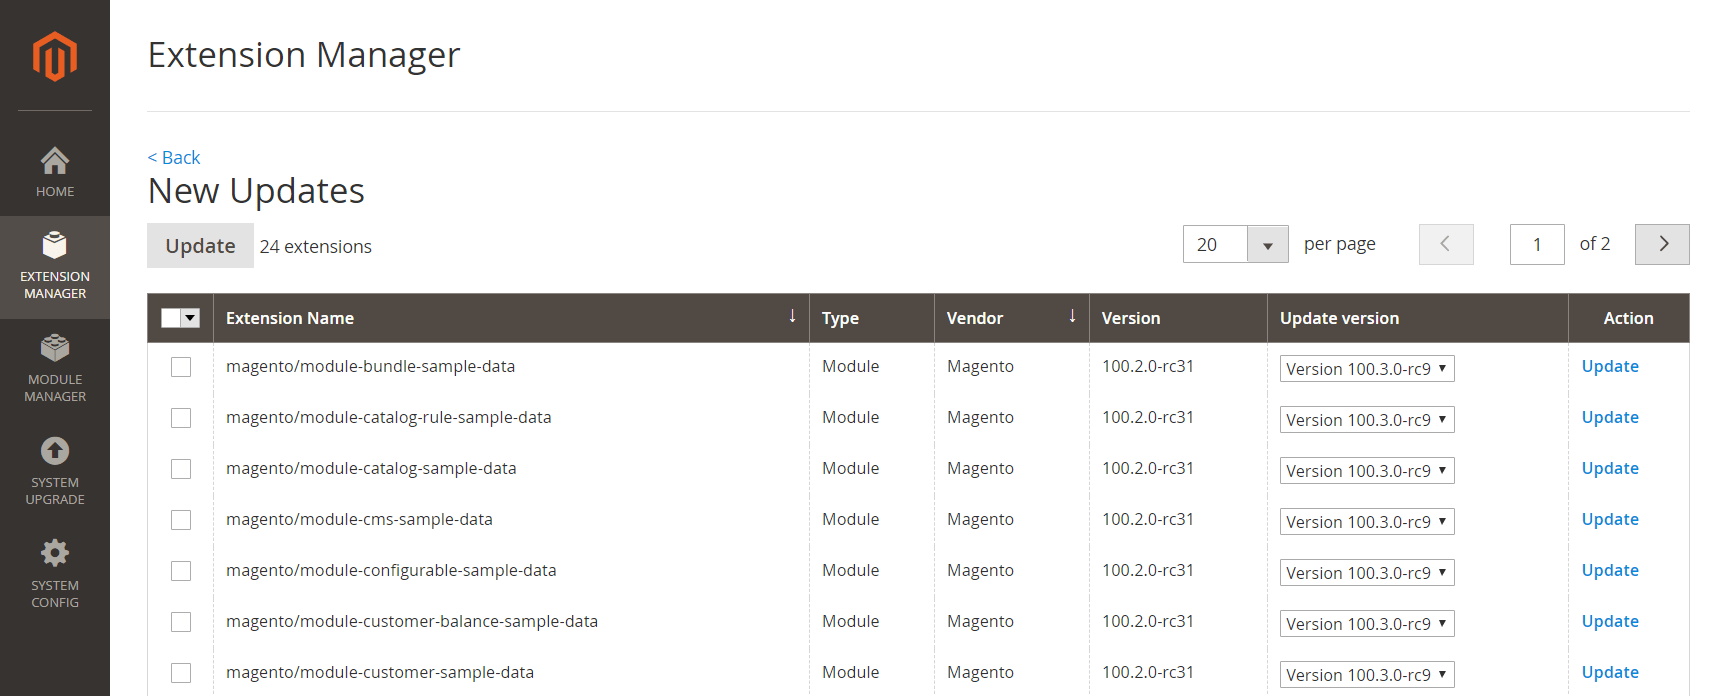 Extension Manager
HOME
EXTENSION
MANAGER
MODULE
MANAGER
SYSTEM
UPGRADE
SYSTEM
CONFIG
< Back
New Updates
Update 24 extensions 20 per page 1 of 2
Extension Name Type Vendor Version Update version Action
magento/module-bundle-sample-data Module Magento 100.2.0-rc31 Version 100.3.0-rc9 Update
magento/module-catalog-rule-sample-data Module Magento 100.2.0-rc31 Version 100.3.0-rc9 Update
magento/module-catalog-sample-data Module Magento 100.2.0-rc31 Version 100.3.0-rc9 Update
magento/module-cms-sample-data Module Magento 100.2.0-rc31 Version 100.3.0-rc9 Update
magento/module-configurable-sample-data Module Magento 100.2.0-rc31 Version 100.3.0-rc9 Update
magento/module-customer-balance-sample-data Module Magento 100.2.0-rc31 Version 100.3.0-rc9 Update
magento/module-customer-sample-data Module Magento 100.2.0-rc31 Version 100.3.0-rc9 Update